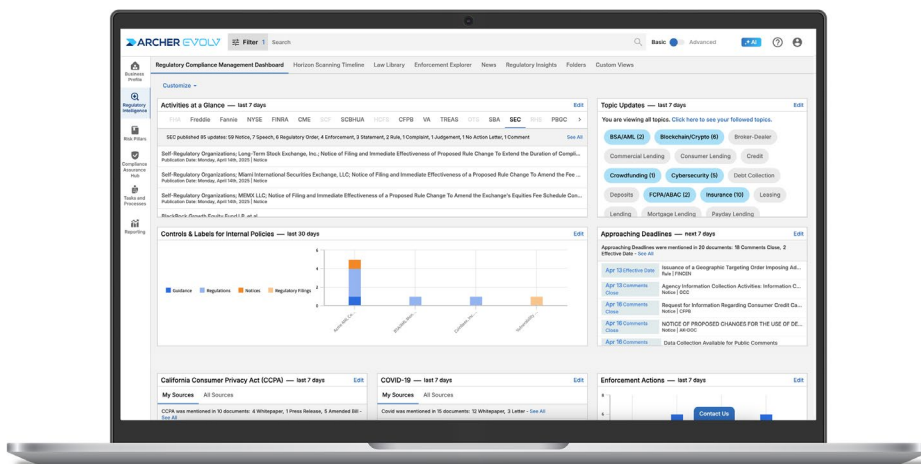 ARCHER EVOLV
Filter 1 Search
Basic Advanced AI
Business Profile
Regulatory Intelligence
Risk Pillars
Compliance Assurance Hub
Tasks and Processes
Reporting
Regulatory Compliance Management Dashboard Horizon Scanning Timeline Law Library Enforcement Explorer News Regulatory Insights Folders Custom Views
Customize
Activities at a Glance — last 7 days Edit
FHA Freddie Fannie NYSE FINRA CME UCF SCBHUA CFPB VA TREAS OTS SBA SEC PBGC
SEC published 85 updates: 59 Notice, 7 Speech, 6 Regulatory Order, 4 Enforcement, 3 Statement, 2 Rule, 1 Complaint, 1 Judgement, 1 No Action Letter, 1 Comment See All
Self-Regulatory Organizations; Long-Term Stock Exchange, Inc.; Notice of Filing and Immediate Effectiveness of Proposed Rule Change To Extend the Duration of Compli...
Publication Date: Monday, April 14th, 2025 | Notice
Self-Regulatory Organizations; Miami International Securities Exchange, LLC; Notice of Filing and Immediate Effectiveness of a Proposed Rule Change To Amend the Fee ...
Publication Date: Monday, April 14th, 2025 | Notice
Self-Regulatory Organizations; MEMX LLC; Notice of Filing and Immediate Effectiveness of a Proposed Rule Change To Amend the Exchange's Equities Fee Schedule Con...
Publication Date: Monday, April 14th, 2025 | Notice
BlackRock Growth Equity Fund LP, et al.
Topic Updates — last 7 days Edit
You are viewing all topics. Click here to see your followed topics.
BSA/AML (2) Blockchain/Crypto (6) Broker-Dealer
Commercial Lending Consumer Lending Credit
Crowdfunding (1) Cybersecurity (5) Debt Collection
Deposits FCPA/ABAC (2) Insurance (10) Leasing
Lending Mortgage Lending Payday Lending
Controls & Labels for Internal Policies — last 30 days Edit
Guidance Regulations Notices Regulatory Filings
6
4
2
0
Approaching Deadlines — next 7 days Edit
Approaching Deadlines were mentioned in 20 documents: 18 Comments Close, 2
Effective Date - See All
Apr 13 Effective Date Issuance of a Geographic Targeting Order Imposing Ad...
Rule | FINCEN
Apr 13 Comments Close Agency Information Collection Activities: Information C...
Notice | OCC
Apr 18 Comments Close Request for Information Regarding Consumer Credit Ca...
Notice | CFPB
Apr 18 Comments Close NOTICE OF PROPOSED CHANGES FOR THE USE OF DE...
Notice | AK-DOC
Apr 18 Comments Data Collection Available for Public Comments
California Consumer Privacy Act (CCPA) — last 7 days Edit
My Sources All Sources
CCPA was mentioned in 10 documents: 4 Whitepaper, 1 Press Release, 5 Amended Bill -
See All
COVID-19 — last 7 days Edit
My Sources All Sources
Covid was mentioned in 15 documents: 12 Whitepaper, 3 Letter - See All
Enforcement Actions — last 7 days Edit
8
6
Contact Us